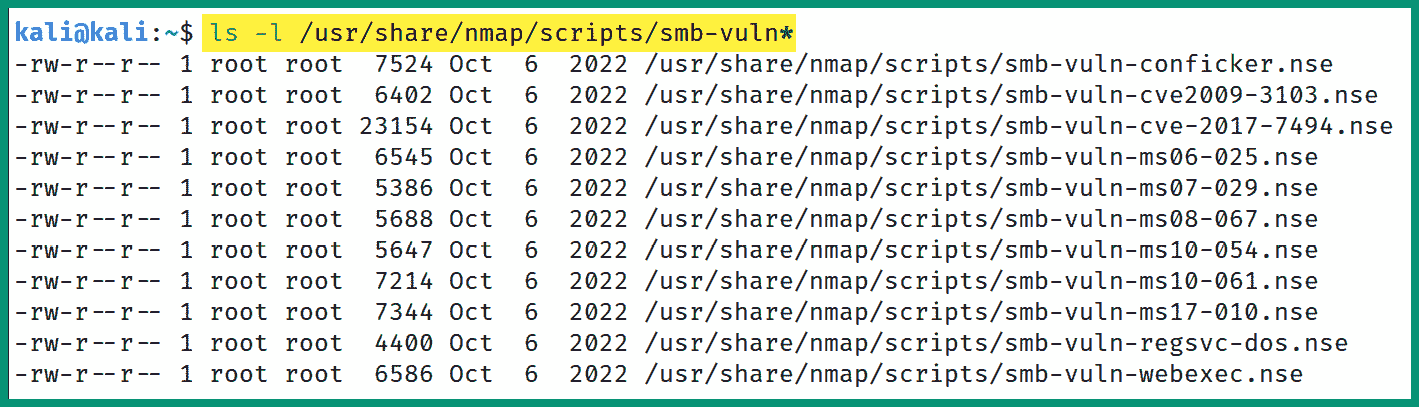 kali@kali:~$ ls -l /usr/share/nmap/scripts/smb-vuln*
-rw-r--r-- 1 root root  7524 Oct  6  2022 /usr/share/nmap/scripts/smb-vuln-conficker.nse
-rw-r--r-- 1 root root  6402 Oct  6  2022 /usr/share/nmap/scripts/smb-vuln-cve2009-3103.nse
-rw-r--r-- 1 root root 23154 Oct  6  2022 /usr/share/nmap/scripts/smb-vuln-cve-2017-7494.nse
-rw-r--r-- 1 root root  6545 Oct  6  2022 /usr/share/nmap/scripts/smb-vuln-ms06-025.nse
-rw-r--r-- 1 root root  5386 Oct  6  2022 /usr/share/nmap/scripts/smb-vuln-ms07-029.nse
-rw-r--r-- 1 root root  5688 Oct  6  2022 /usr/share/nmap/scripts/smb-vuln-ms08-067.nse
-rw-r--r-- 1 root root  5647 Oct  6  2022 /usr/share/nmap/scripts/smb-vuln-ms10-054.nse
-rw-r--r-- 1 root root  7214 Oct  6  2022 /usr/share/nmap/scripts/smb-vuln-ms10-061.nse
-rw-r--r-- 1 root root  7344 Oct  6  2022 /usr/share/nmap/scripts/smb-vuln-ms17-010.nse
-rw-r--r-- 1 root root  4400 Oct  6  2022 /usr/share/nmap/scripts/smb-vuln-regsvc-dos.nse
-rw-r--r-- 1 root root  6586 Oct  6  2022 /usr/share/nmap/scripts/smb-vuln-webexec.nse